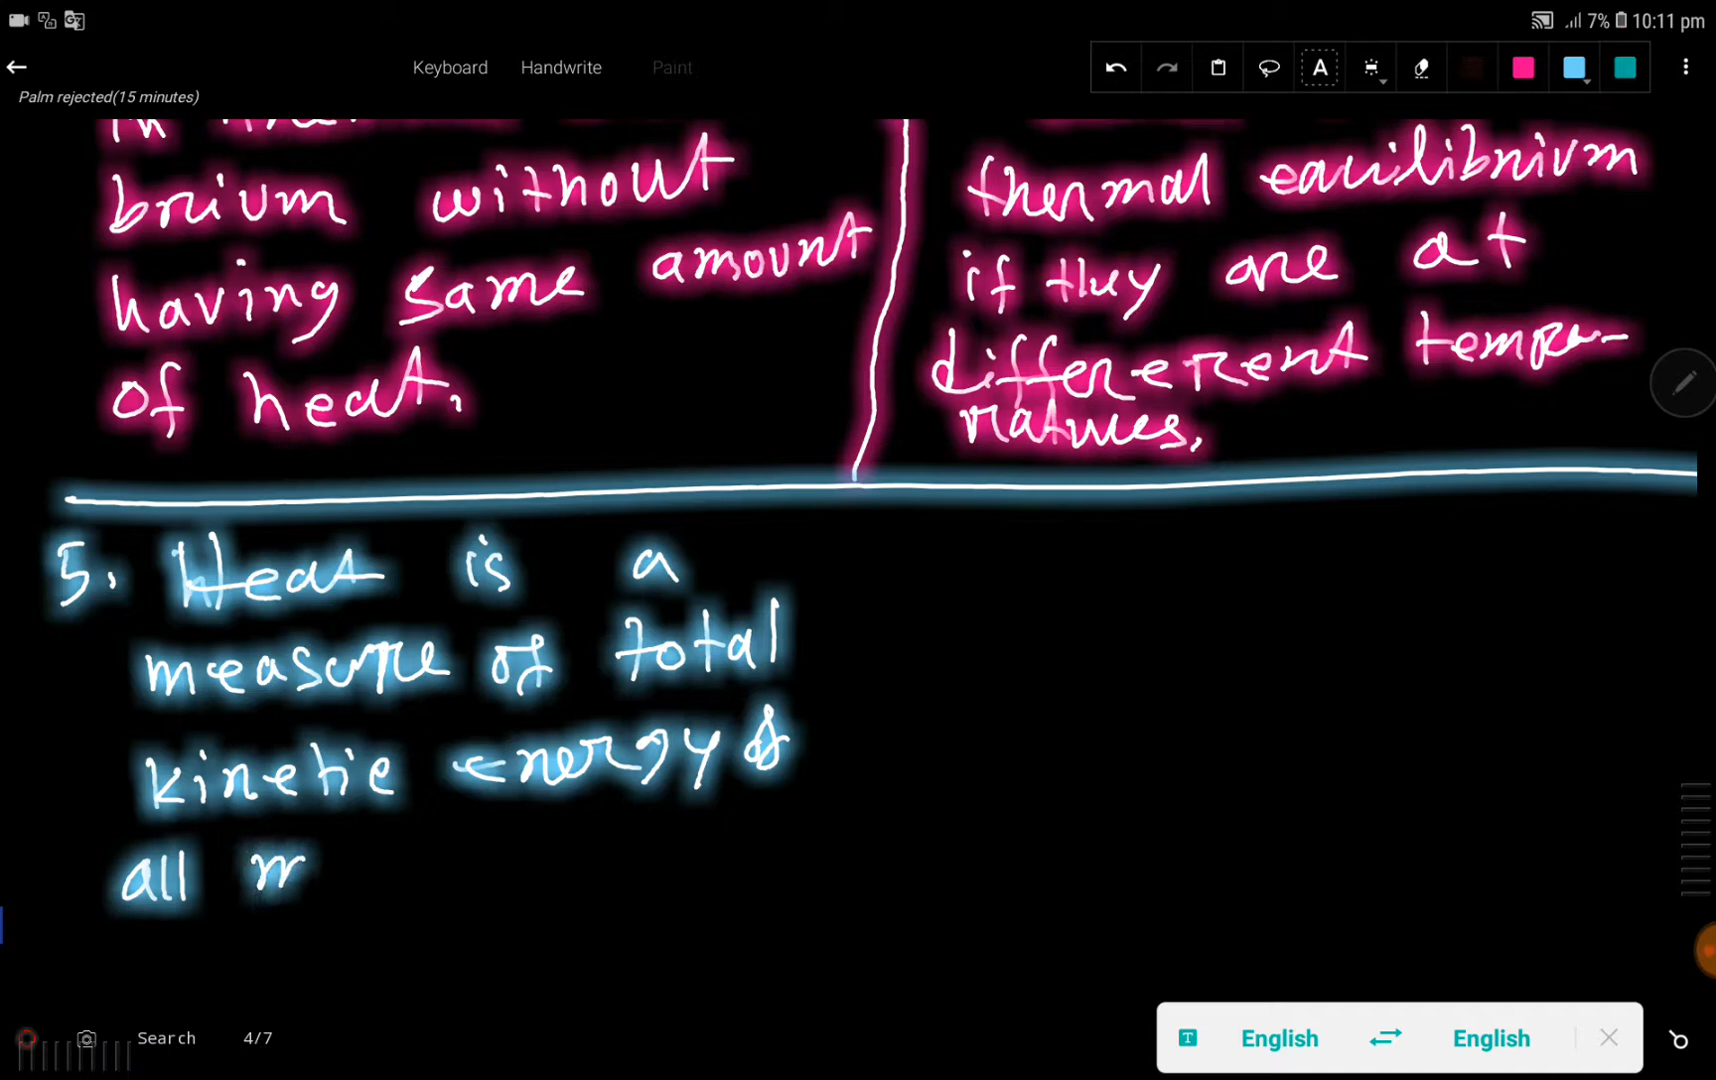 7% 10:11 pm
Keyboard Handwrite Paint
A
Palm rejected(15 minutes)
brium without
having same amount
of heat.
thermal equilibrium
if they are at
different tempe-
ratures.
5. Heat is a
measure of total
kinetic energy of
all m
Search 4/7
T English English